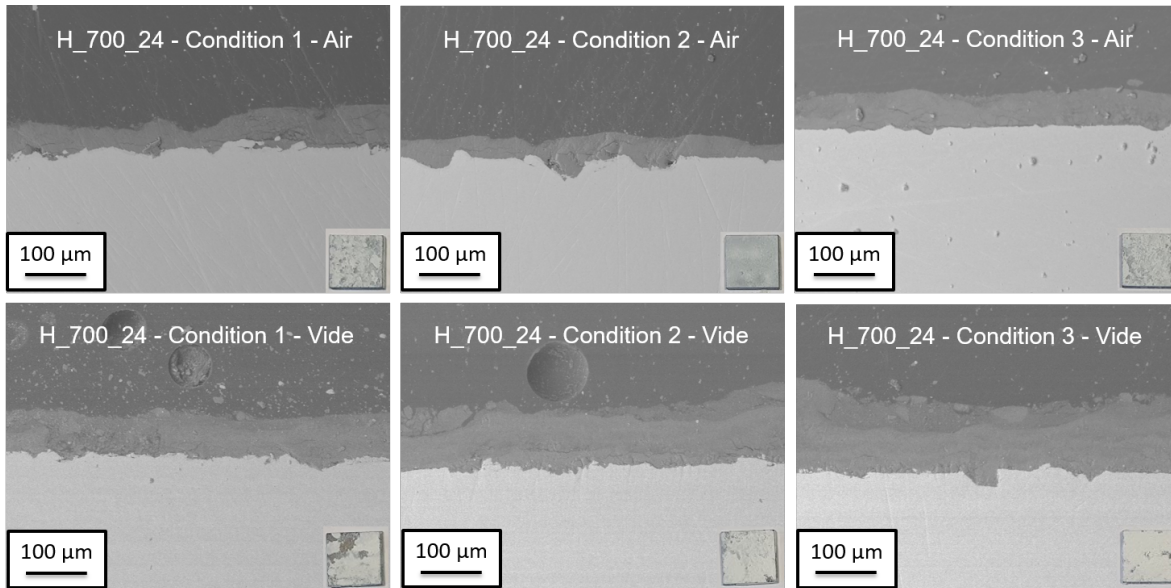 H_700_24 - Condition 1 - Air
H_700_24 - Condition 2 - Air
H_700_24 - Condition 3 - Air
100 µm
100 µm
100 µm
H_700_24 - Condition 1 - Vide
H_700_24 - Condition 2 - Vide
H_700_24 - Condition 3 - Vide
100 µm
100 µm
100 µm